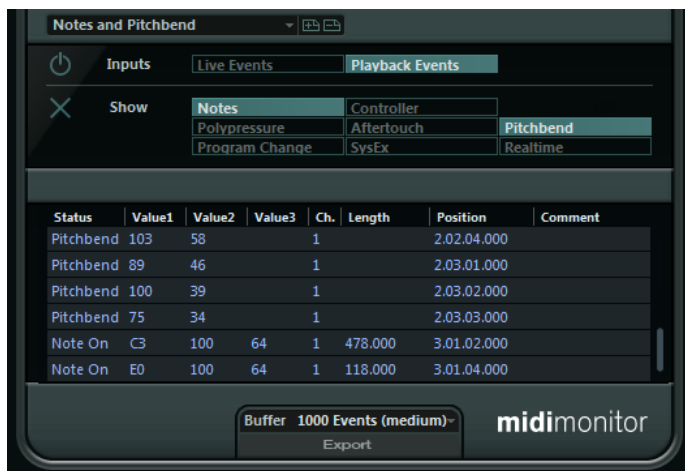 Notes and Pitchbend
Inputs Live Events Playback Events
Show Notes Controller
Polypressure Aftertouch Pitchbend
Program Change SysEx Realtime
Status Value1 Value2 Value3 Ch. Length Position Comment
Pitchbend 103 58 1 2.02.04.000
Pitchbend 89 46 1 2.03.01.000
Pitchbend 100 39 1 2.03.02.000
Pitchbend 75 34 1 2.03.03.000
Note On C3 100 64 1 478.000 3.01.02.000
Note On E0 100 64 1 118.000 3.01.04.000
Buffer 1000 Events (medium)
Export
midimonitor